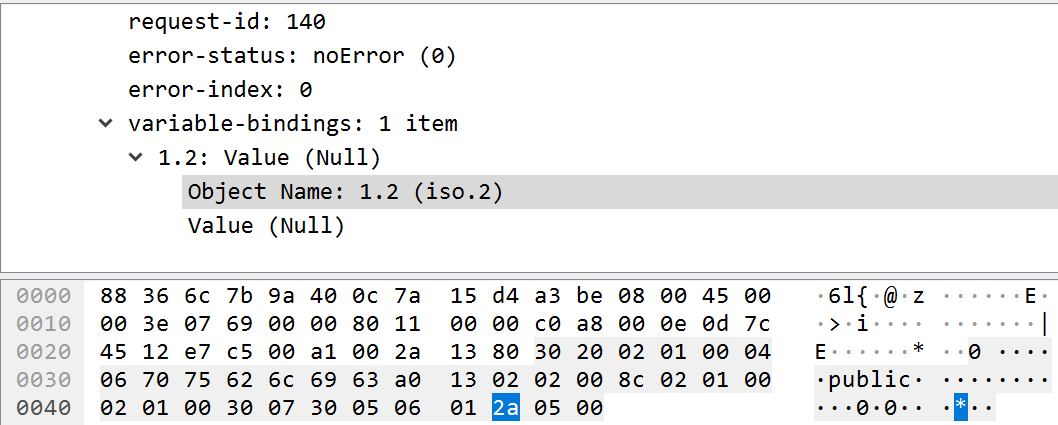 request-id: 140
error-status: noError (0)
error-index: 0
variable-bindings: 1 item
1.2: Value (Null)
Object Name: 1.2 (iso.2)
Value (Null)
0000 88 36 6c 7b 9a 40 0c 7a 15 d4 a3 be 08 00 45 00 ·6l{·@·z ······E·
0010 00 3e 07 69 00 00 80 11 00 00 c0 a8 00 0e 0d 7c ·>·i···· ·······|
0020 45 12 e7 c5 00 a1 00 2a 13 80 30 20 02 01 00 04 E······* ··0 ····
0030 06 70 75 62 6c 69 63 a0 13 02 02 00 8c 02 01 00 ·public· ········
0040 02 01 00 30 07 30 05 06 01 2a 05 00 ···0·0·· ·*··